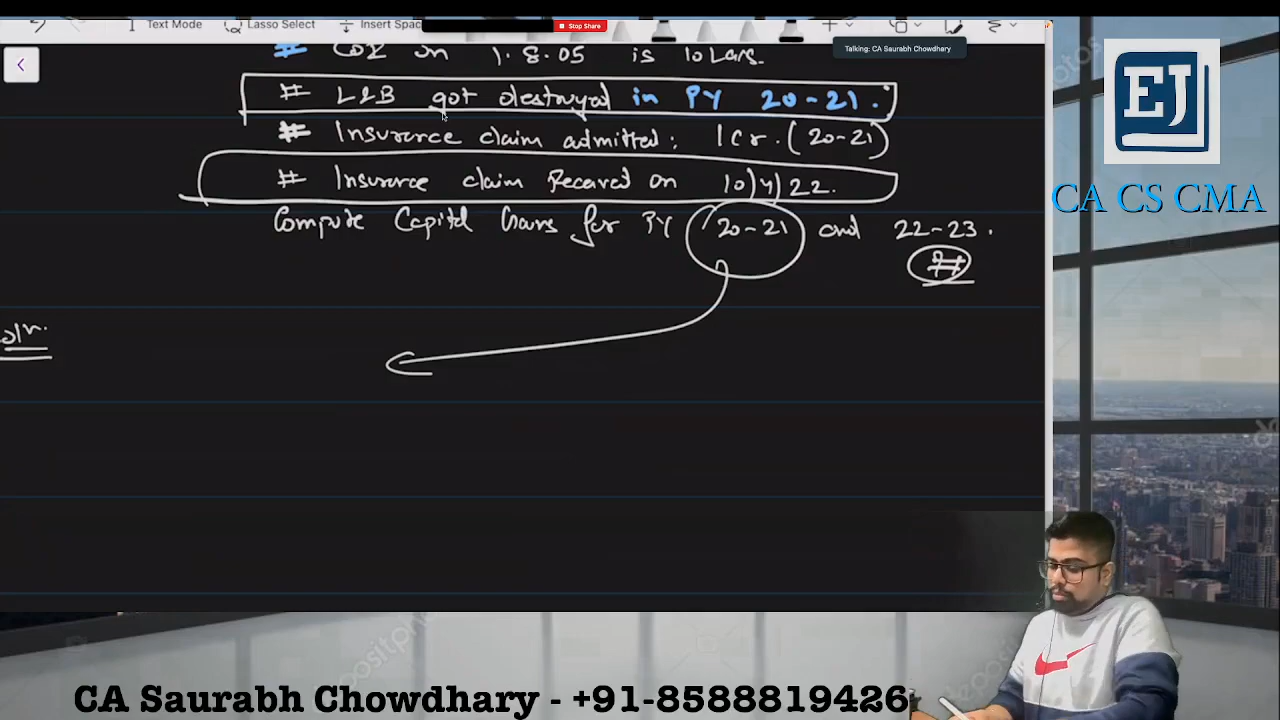 Text Mode Lasso Select Insert Spac
Stop Share
Talking: CA Saurabh Chowdhary
# on 1.8.05 is 10 Lacs.
# L&B got destroyed in PY 20-21.
# Insurance claim admitted: 1 Cr. (20-21)
# Insurance claim Received on 10/4/22.
Compute Capital Gains for PY 20-21 and 22-23.
#
oln.
EJ
CA CS CMA
CA Saurabh Chowdhary - +91-8588819426